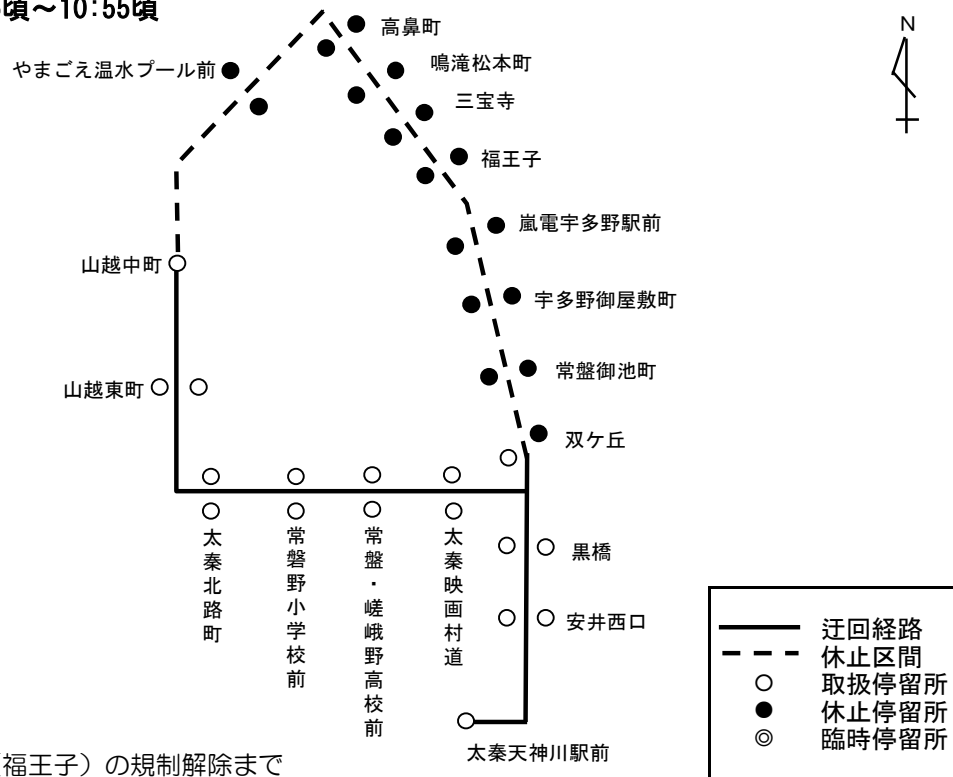 頃～10:55頃
N
高鼻町
鳴滝松本町
やまごえ温水プール前
三宝寺
福王子
嵐電宇多野駅前
山越中町
宇多野御屋敷町
常盤御池町
山越東町
双ケ丘
太秦北路町
常磐野小学校前
常盤・嵯峨野高校前
太秦映画村道
黒橋
安井西口
太秦天神川駅前
迂回経路
休止区間
取扱停留所
休止停留所
臨時停留所
福王子）の規制解除まで